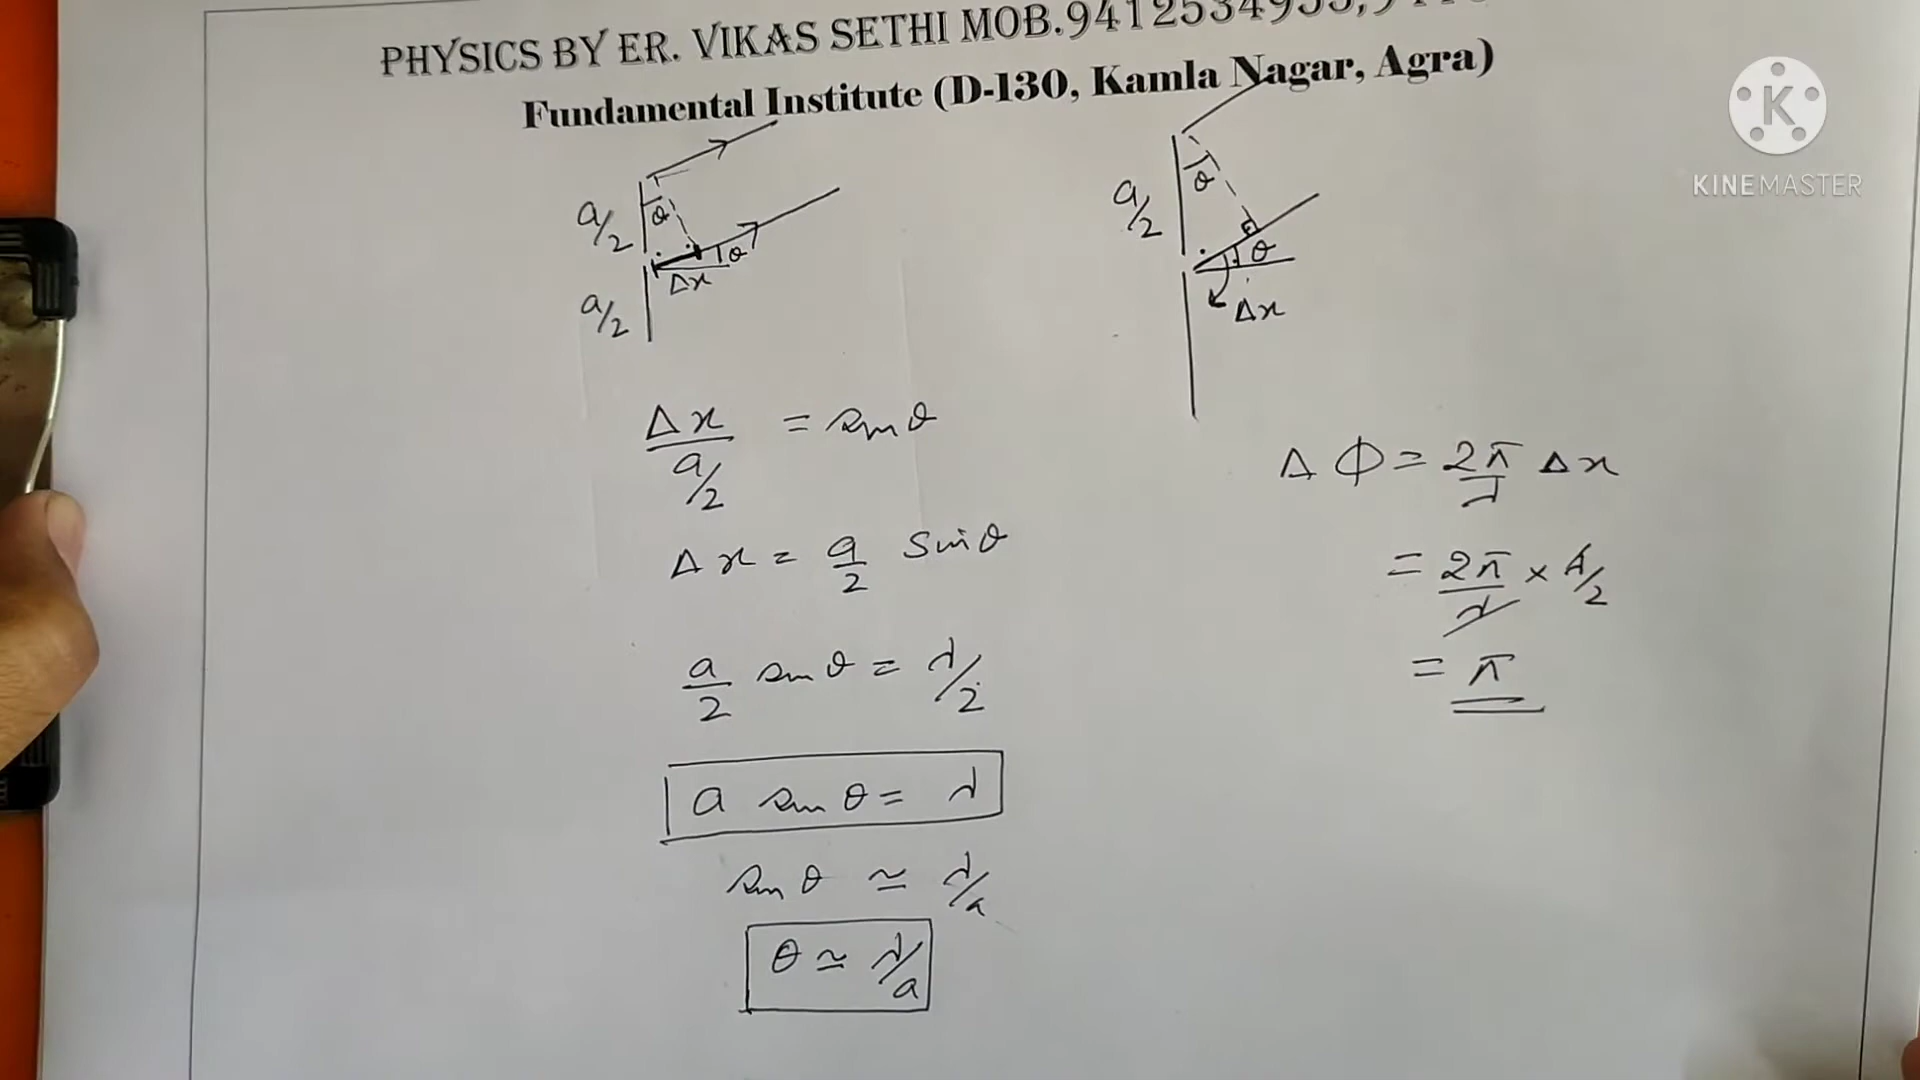 PHYSICS BY ER. VIKAS SETHI MOB.9412534953,
Fundamental Institute (D-130, Kamla Nagar, Agra)
K
KINEMASTER
a/2
θ
θ
Δx
a/2
a/2
θ
θ
Δx
Δx / a/2 = sin θ
Δx = a/2 sin θ
a/2 sin θ = λ/2
a sin θ = λ
sin θ ≃ λ/a
θ ≃ λ/a
Δ Φ = 2π/λ Δx
= 2π/λ × λ/2
= π